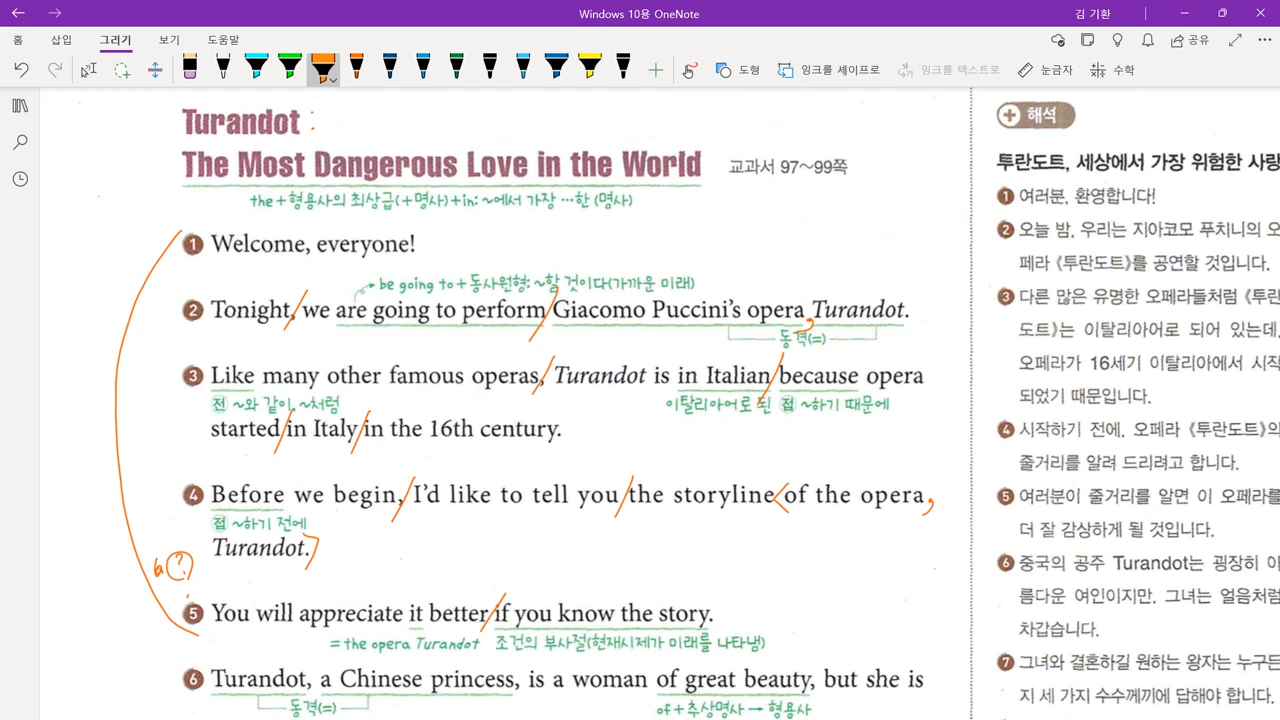 Windows 10용 OneNote
김 기환
홈 삽입 그리기 보기 도움말
공유
도형 잉크를 셰이프로 잉크를 텍스트로 눈금자 수학
Turandot :
The Most Dangerous Love in the World 교과서 97~99쪽
the+형용사의 최상급(+명사)+in: ~에서 가장 …한 (명사)
1 Welcome, everyone!
be going to+동사원형: ~할 것이다(가까운 미래)
2 Tonight, we are going to perform Giacomo Puccini's opera, Turandot.
동격(=)
3 Like many other famous operas, Turandot is in Italian because opera
전 ~와 같이, ~처럼 이탈리아어로 된 접 ~하기 때문에
started in Italy in the 16th century.
4 Before we begin, I'd like to tell you the storyline of the opera,
접 ~하기 전에
Turandot.
?
5 You will appreciate it better if you know the story.
= the opera Turandot 조건의 부사절(현재시제가 미래를 나타냄)
6 Turandot, a Chinese princess, is a woman of great beauty, but she is
동격(=) of+추상명사 → 형용사
해석
투란도트, 세상에서 가장 위험한 사랑
1 여러분, 환영합니다!
2 오늘 밤, 우리는 지아코모 푸치니의 오
페라 《투란도트》를 공연할 것입니다.
3 다른 많은 유명한 오페라들처럼 《투란
도트》는 이탈리아어로 되어 있는데,
오페라가 16세기 이탈리아에서 시작
되었기 때문입니다.
4 시작하기 전에, 오페라 《투란도트》의
줄거리를 알려 드리려고 합니다.
5 여러분이 줄거리를 알면 이 오페라를
더 잘 감상하게 될 것입니다.
6 중국의 공주 Turandot는 굉장히 아
름다운 여인이지만, 그녀는 얼음처럼
차갑습니다.
7 그녀와 결혼하길 원하는 왕자는 누구든
지 세 가지 수수께끼에 답해야 합니다.